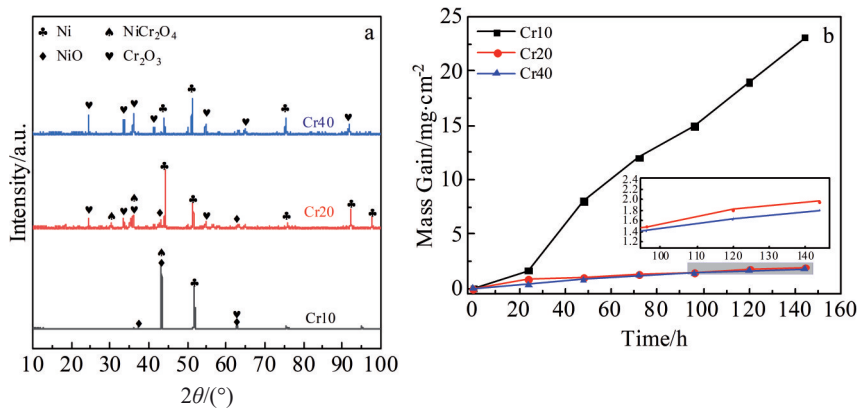 a
♣ Ni
♠ NiCr₂O₄
♦ NiO
♥ Cr₂O₃
Cr40
Cr20
Cr10
Intensity/a.u.
10 20 30 40 50 60 70 80 90 100
2θ/(°)
b
Cr10
Cr20
Cr40
25
20
15
10
5
0
Mass Gain/mg·cm⁻²
2.4
2.2
2.0
1.8
1.6
1.4
1.2
100 110 120 130 140
0 20 40 60 80 100 120 140 160
Time/h